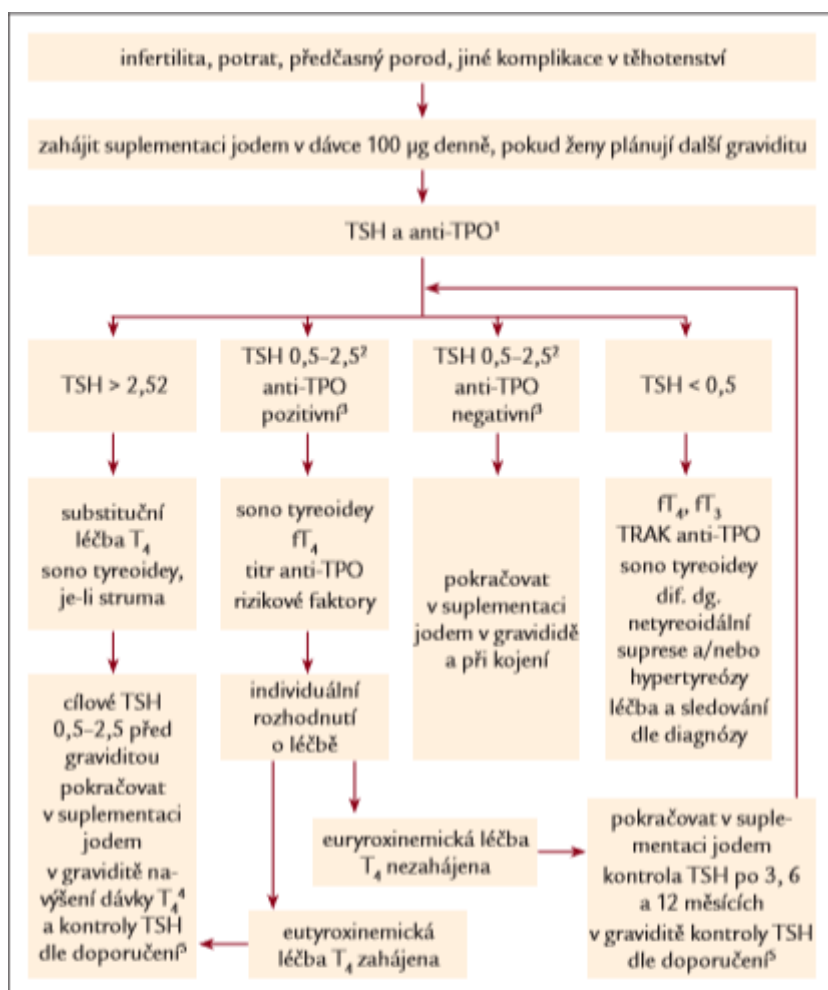 infertilita, potrat, předčasný porod, jiné komplikace v těhotenství
zahájit suplementaci jodem v dávce 100 µg denně, pokud ženy plánují další graviditu
TSH a anti-TPO¹
TSH > 2,52
TSH 0,5–2,5²
anti-TPO
pozitivní³
TSH 0,5–2,5²
anti-TPO
negativní³
TSH < 0,5
substituční
léčba T₄
sono tyreoidey,
je-li struma
sono tyreoidey
fT₄
titr anti-TPO
rizikové faktory
pokračovat
v suplementaci
jodem v gravididě
a při kojení
fT₄, fT₃
TRAK anti-TPO
sono tyreoidey
dif. dg.
netyreoidální
suprese a/nebo
hypertyreózy
léčba a sledování
dle diagnózy
cílové TSH
0,5–2,5 před
graviditou
pokračovat
v suplementaci
jodem
v graviditě na-
výšení dávky T₄⁴
a kontroly TSH
dle doporučení⁵
individuální
rozhodnutí
o léčbě
euryroxinemická léčba
T₄ nezahájena
eutyroxinemická
léčba T₄ zahájena
pokračovat v suple-
mentaci jodem
kontrola TSH po 3, 6
a 12 měsících
v graviditě kontroly TSH
dle doporučení⁵